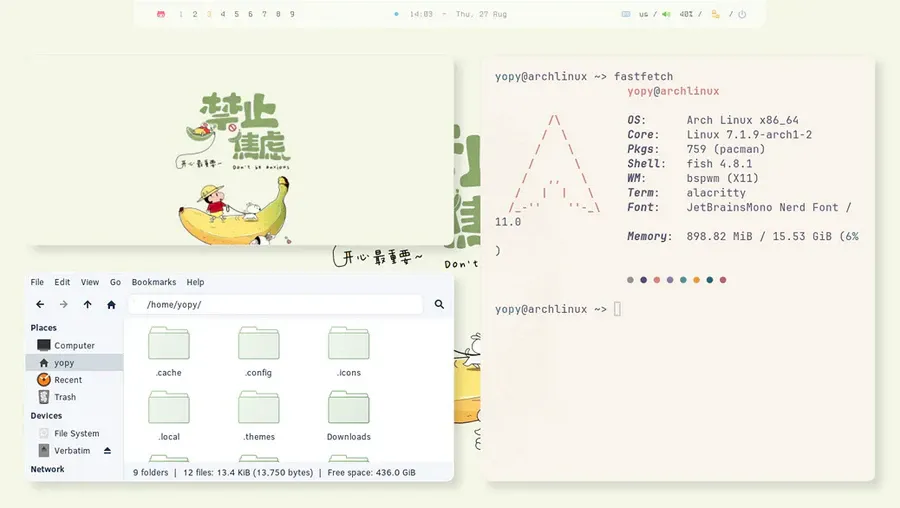 1 2 3 4 5 6 7 8 9
14:03 - Thu, 27 Aug
us / 40% / /
禁止
焦虑
Don't be anxious
开心最重要~
开心最重要~
Don't
File Edit View Go Bookmarks Help
/home/yopy/
Places
Computer
yopy
Recent
Trash
Devices
File System
Verbatim
Network
.cache .config .icons
.local .themes Downloads
9 folders | 12 files: 13.4 KiB (13.750 bytes) | Free space: 436.0 GiB
yopy@archlinux ~> fastfetch
yopy@archlinux
OS: Arch Linux x86_64
Core: Linux 7.1.9-arch1-2
Pkgs: 759 (pacman)
Shell: fish 4.8.1
WM: bspwm (X11)
Term: alacritty
Font: JetBrainsMono Nerd Font /
11.0
Memory: 898.82 MiB / 15.53 GiB (6%
)
yopy@archlinux ~>